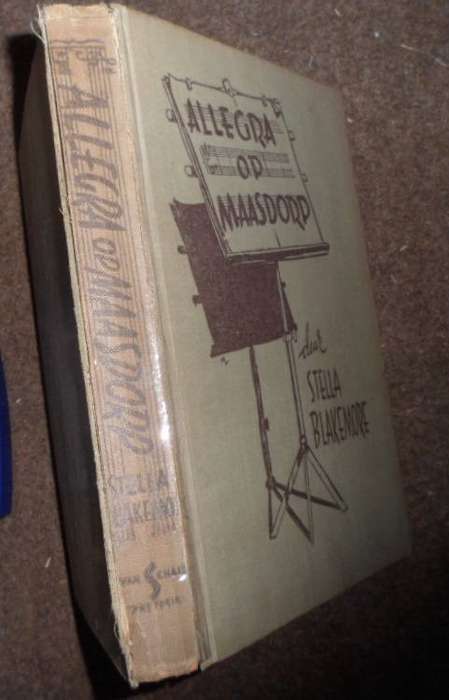 ALLEGRA
OP
MAASDORP
deur
STELLA
BLAKEMORE
ALLEGRA OP MAASDORP
STELLA
BLAKEMORE
VAN SCHAIK
PRETORIA